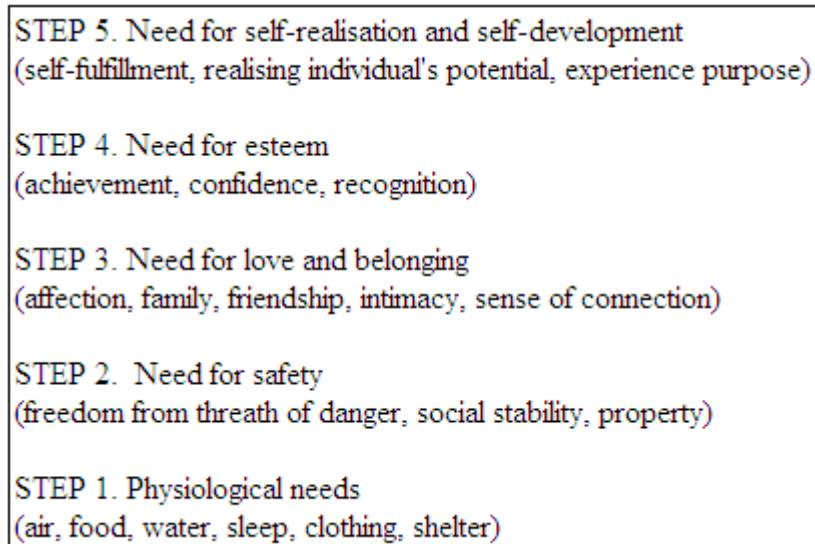 STEP 5. Need for self-realisation and self-development
(self-fulfillment, realising individual's potential, experience purpose)
STEP 4. Need for esteem
(achievement, confidence, recognition)
STEP 3. Need for love and belonging
(affection, family, friendship, intimacy, sense of connection)
STEP 2.  Need for safety
(freedom from threath of danger, social stability, property)
STEP 1. Physiological needs
(air, food, water, sleep, clothing, shelter)